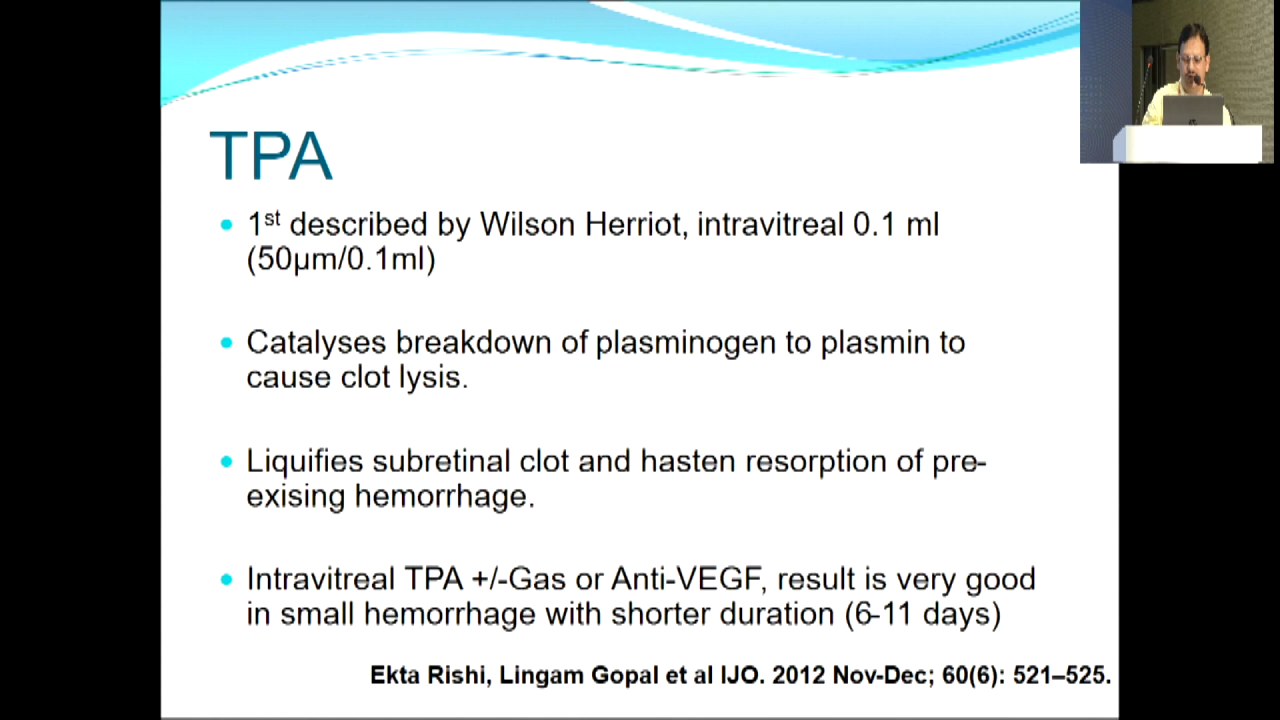 TPA
1st described by Wilson Herriot, intravitreal 0.1 ml
(50µm/0.1ml)
Catalyses breakdown of plasminogen to plasmin to
cause clot lysis.
Liquifies subretinal clot and hasten resorption of pre-
exising hemorrhage.
Intravitreal TPA +/-Gas or Anti-VEGF, result is very good
in small hemorrhage with shorter duration (6-11 days)
Ekta Rishi, Lingam Gopal et al IJO. 2012 Nov-Dec; 60(6): 521–525.